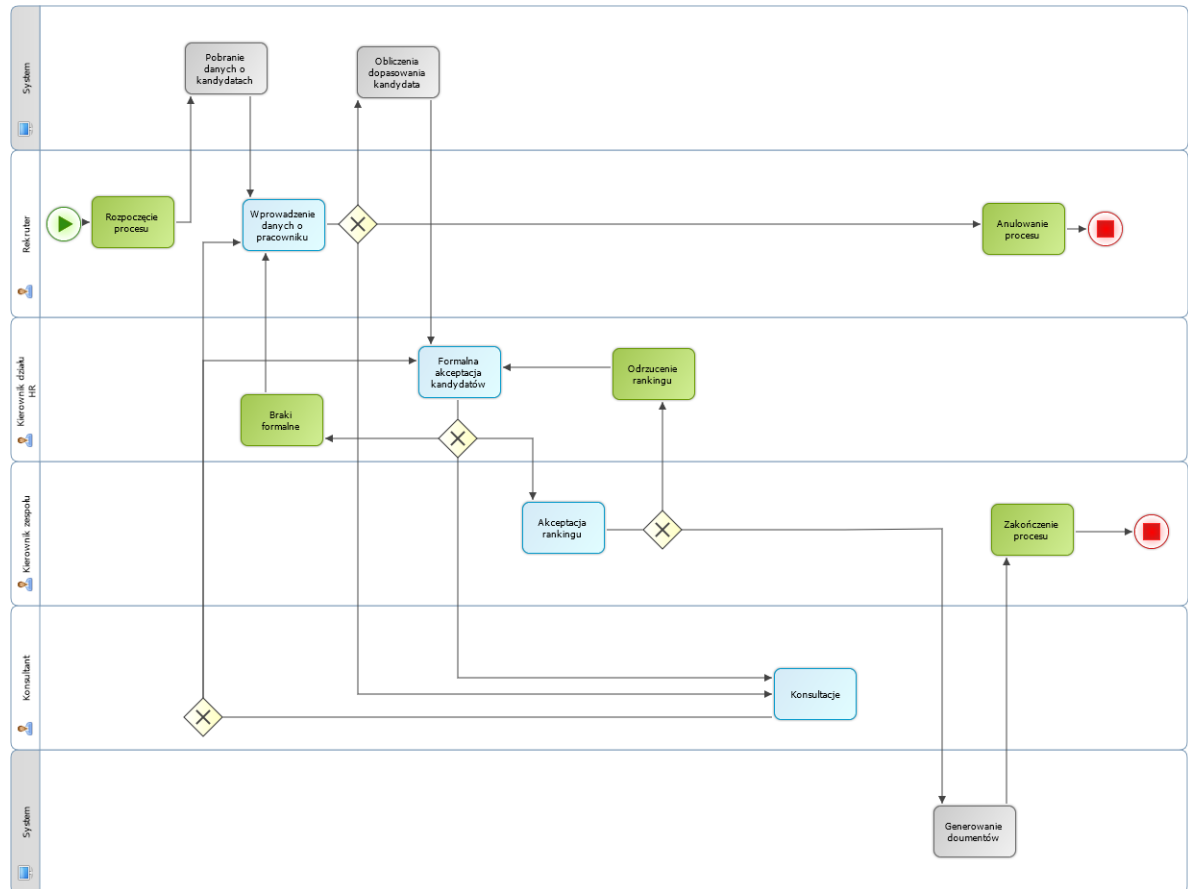 System
Pobranie
danych o
kandydatach
Obliczenia
dopasowania
kandydata
Rekruter
Rozpoczęcie
procesu
Wprowadzenie
danych o
pracowniku
Anulowanie
procesu
Kierownik działu
HR
Formalna
akceptacja
kandydatów
Odrzucenie
rankingu
Braki
formalne
Kierownik zespołu
Akceptacja
rankingu
Zakończenie
procesu
Konsultant
Konsultacje
System
Generowanie
doumentów